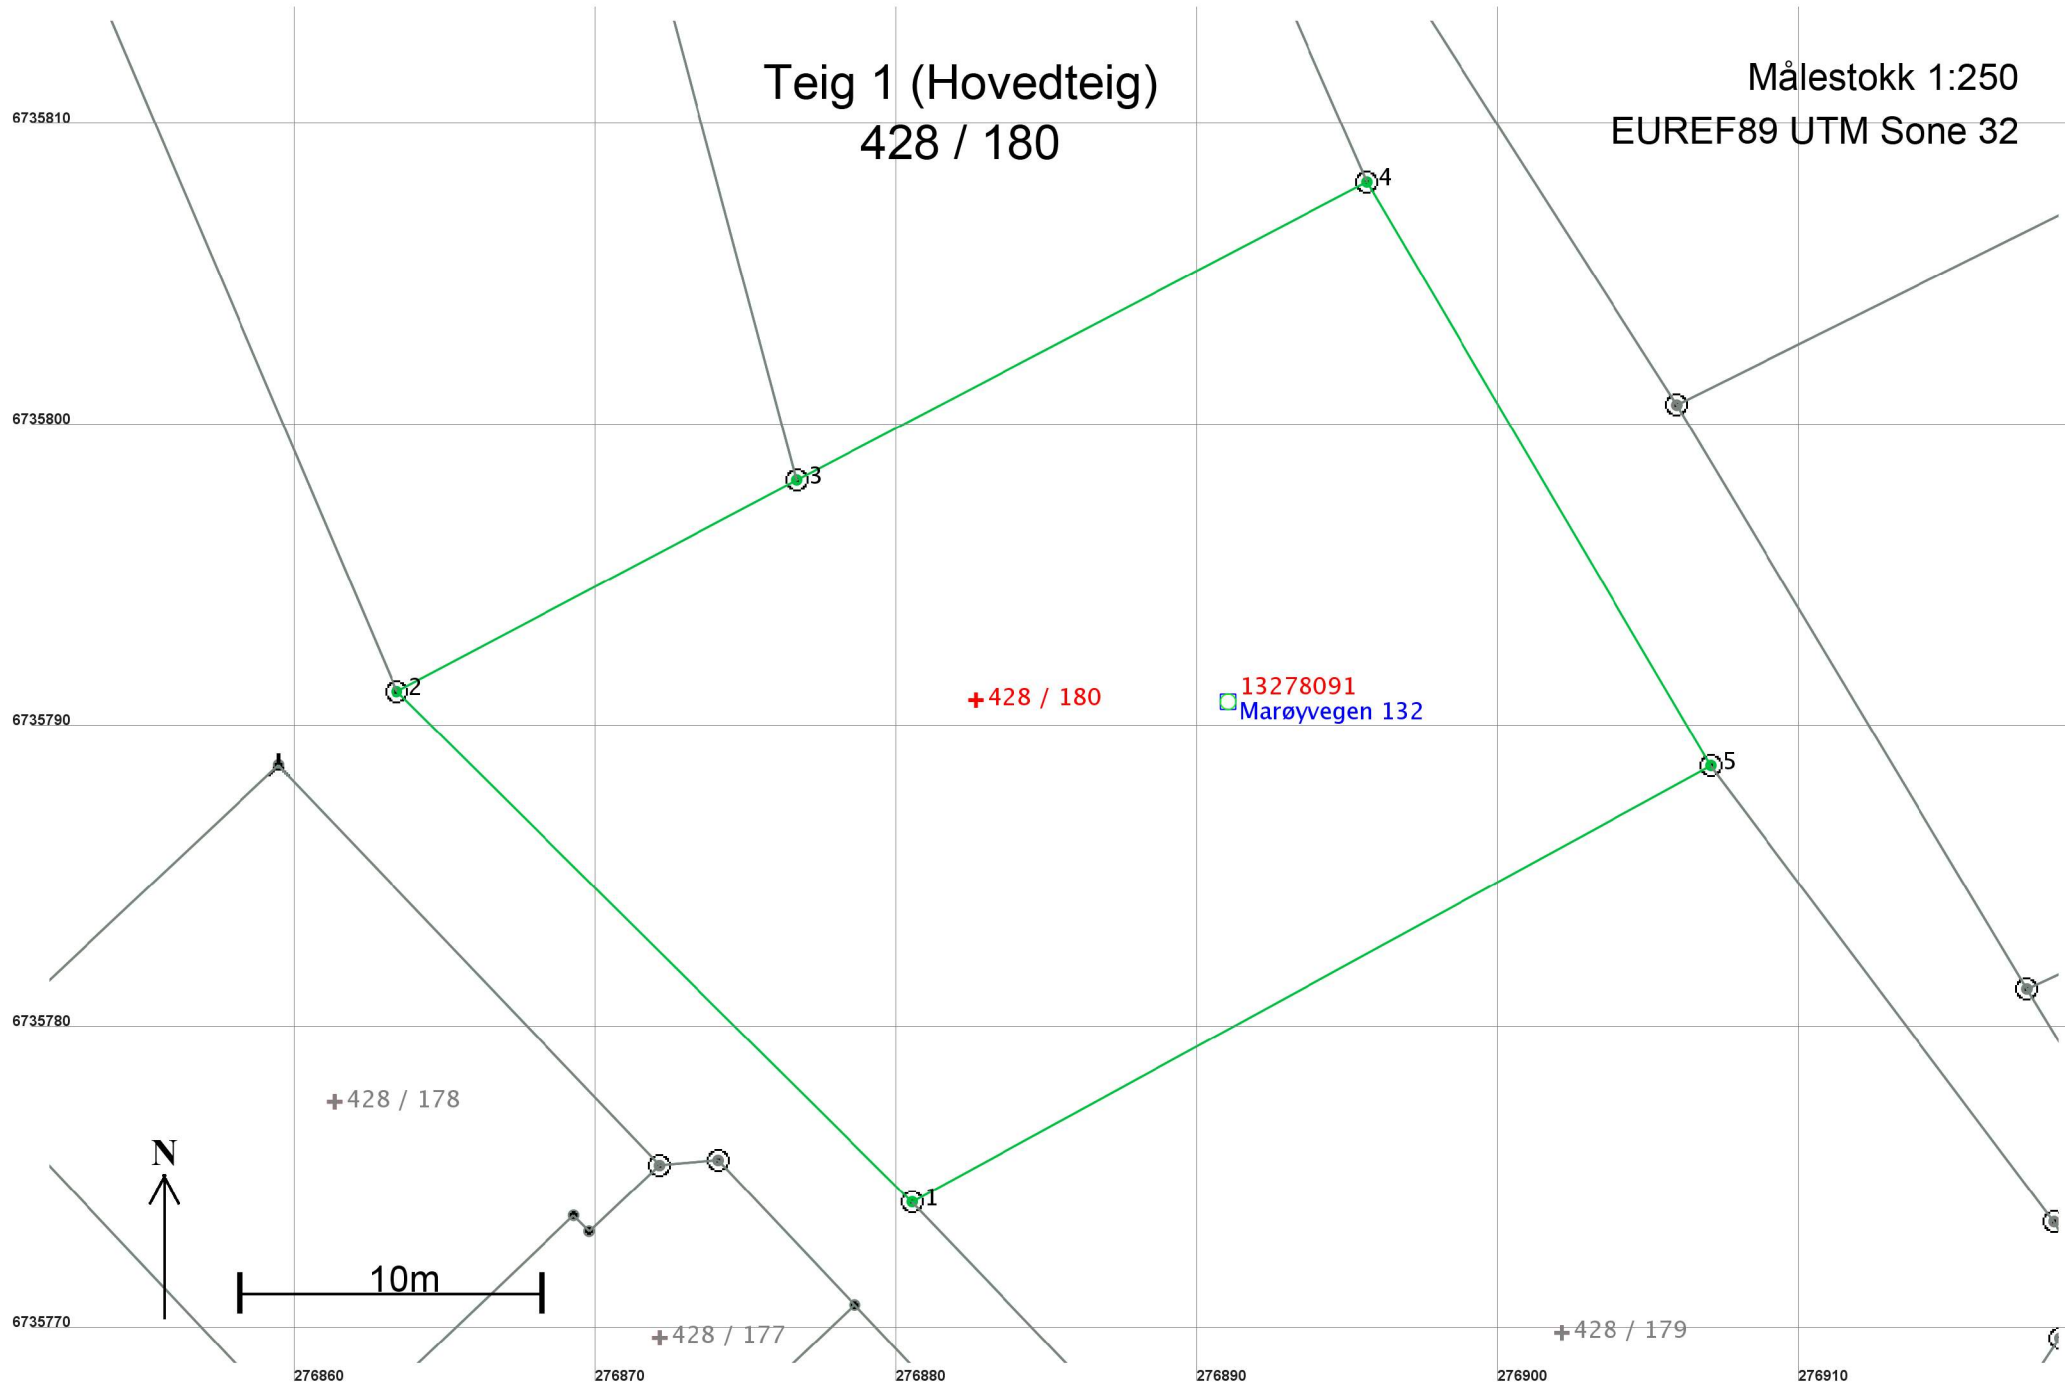 Teig 1 (Hovedteig)
428 / 180
Målestokk 1:250
EUREF89 UTM Sone 32
6735810
4
6735800
3
2
428 / 180
13278091
Marøyvegen 132
6735790
5
6735780
428 / 178
N
1
10m
6735770
428 / 177
428 / 179
276860
276870
276880
276890
276900
276910